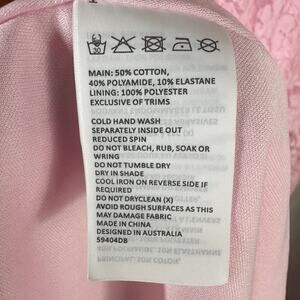 MAIN: 50% COTTON,
40% POLYAMIDE, 10% ELASTANE
LINING: 100% POLYESTER
EXCLUSIVE OF TRIMS
COLD HAND WASH
SEPARATELY INSIDE OUT
REDUCED SPIN
DO NOT BLEACH, RUB, SOAK OR
WRING
DO NOT TUMBLE DRY
DRY IN SHADE
COOL IRON ON REVERSE SIDE IF
REQUIRED
DO NOT DRYCLEAN (X)
AVOID ROUGH SURFACES AS THIS
MAY DAMAGE FABRIC
MADE IN CHINA
DESIGNED IN AUSTRALIA
59404DB